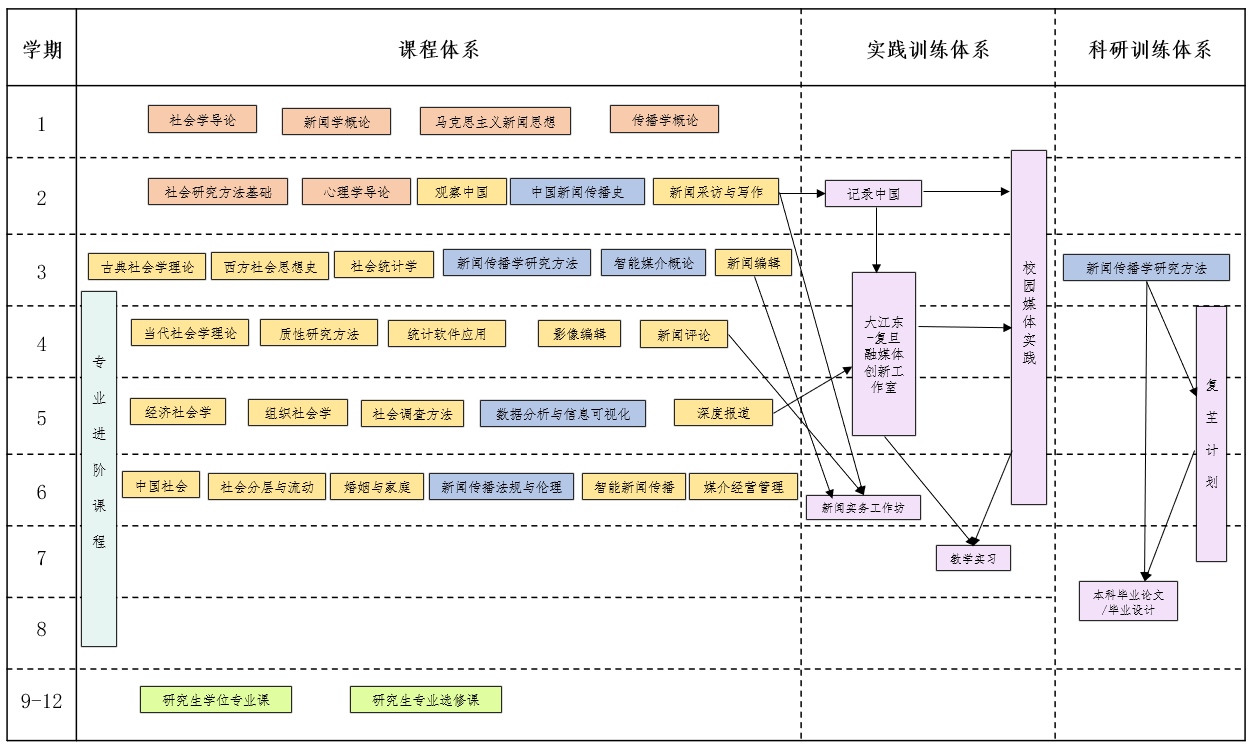 学期
课程体系
实践训练体系
科研训练体系
1
社会学导论
新闻学概论
马克思主义新闻思想
传播学概论
2
社会研究方法基础
心理学导论
观察中国
中国新闻传播史
新闻采访与写作
记录中国
3
古典社会学理论
西方社会思想史
社会统计学
新闻传播学研究方法
智能媒介概论
新闻编辑
新闻传播学研究方法
校
园
媒
体
实
践
大江东
-复旦
融媒体
创新工
作室
专
业
进
阶
课
程
4
当代社会学理论
质性研究方法
统计软件应用
影像编辑
新闻评论
复
芏
计
划
5
经济社会学
组织社会学
社会调查方法
数据分析与信息可视化
深度报道
6
中国社会
社会分层与流动
婚姻与家庭
新闻传播法规与伦理
智能新闻传播
媒介经营管理
新闻实务工作坊
7
教学实习
本科毕业论文
/毕业设计
8
9-12
研究生学位专业课
研究生专业选修课